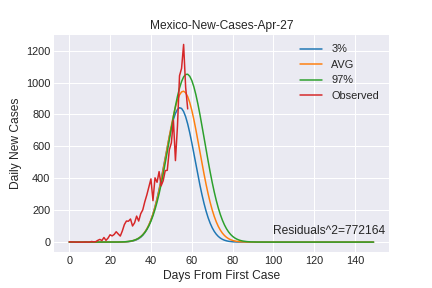 Mexico-New-Cases-Apr-27
1200
1000
800
600
400
200
0
Daily New Cases
3%
AVG
97%
Observed
Residuals^2=772164
0 20 40 60 80 100 120 140
Days From First Case